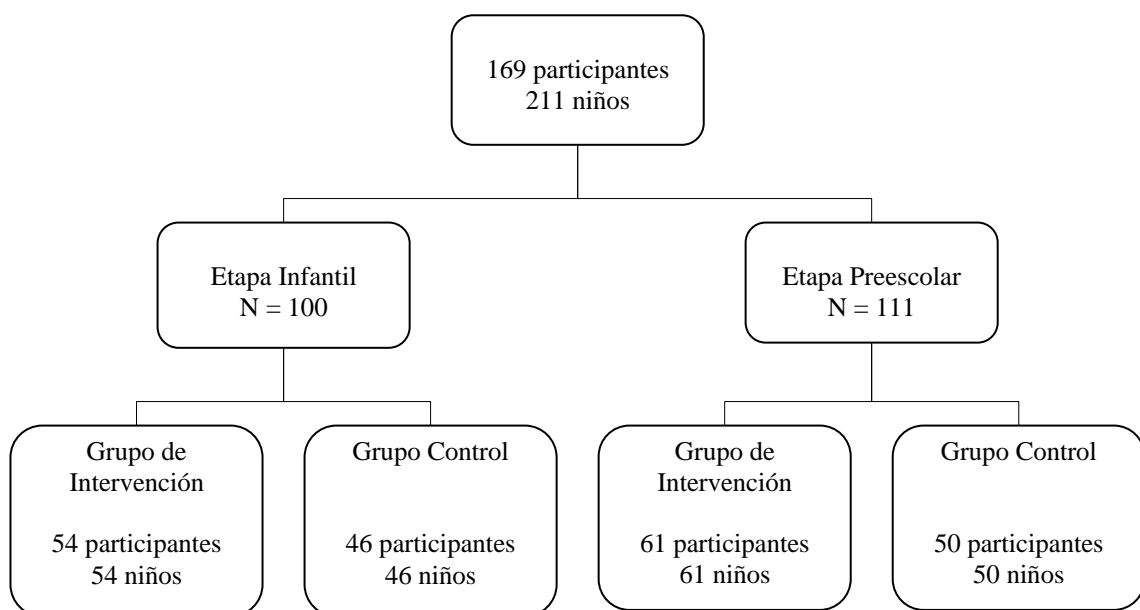 169 participantes
211 niños
Etapa Infantil
N = 100
Etapa Preescolar
N = 111
Grupo de
Intervención
54 participantes
54 niños
Grupo Control
46 participantes
46 niños
Grupo de
Intervención
61 participantes
61 niños
Grupo Control
50 participantes
50 niños